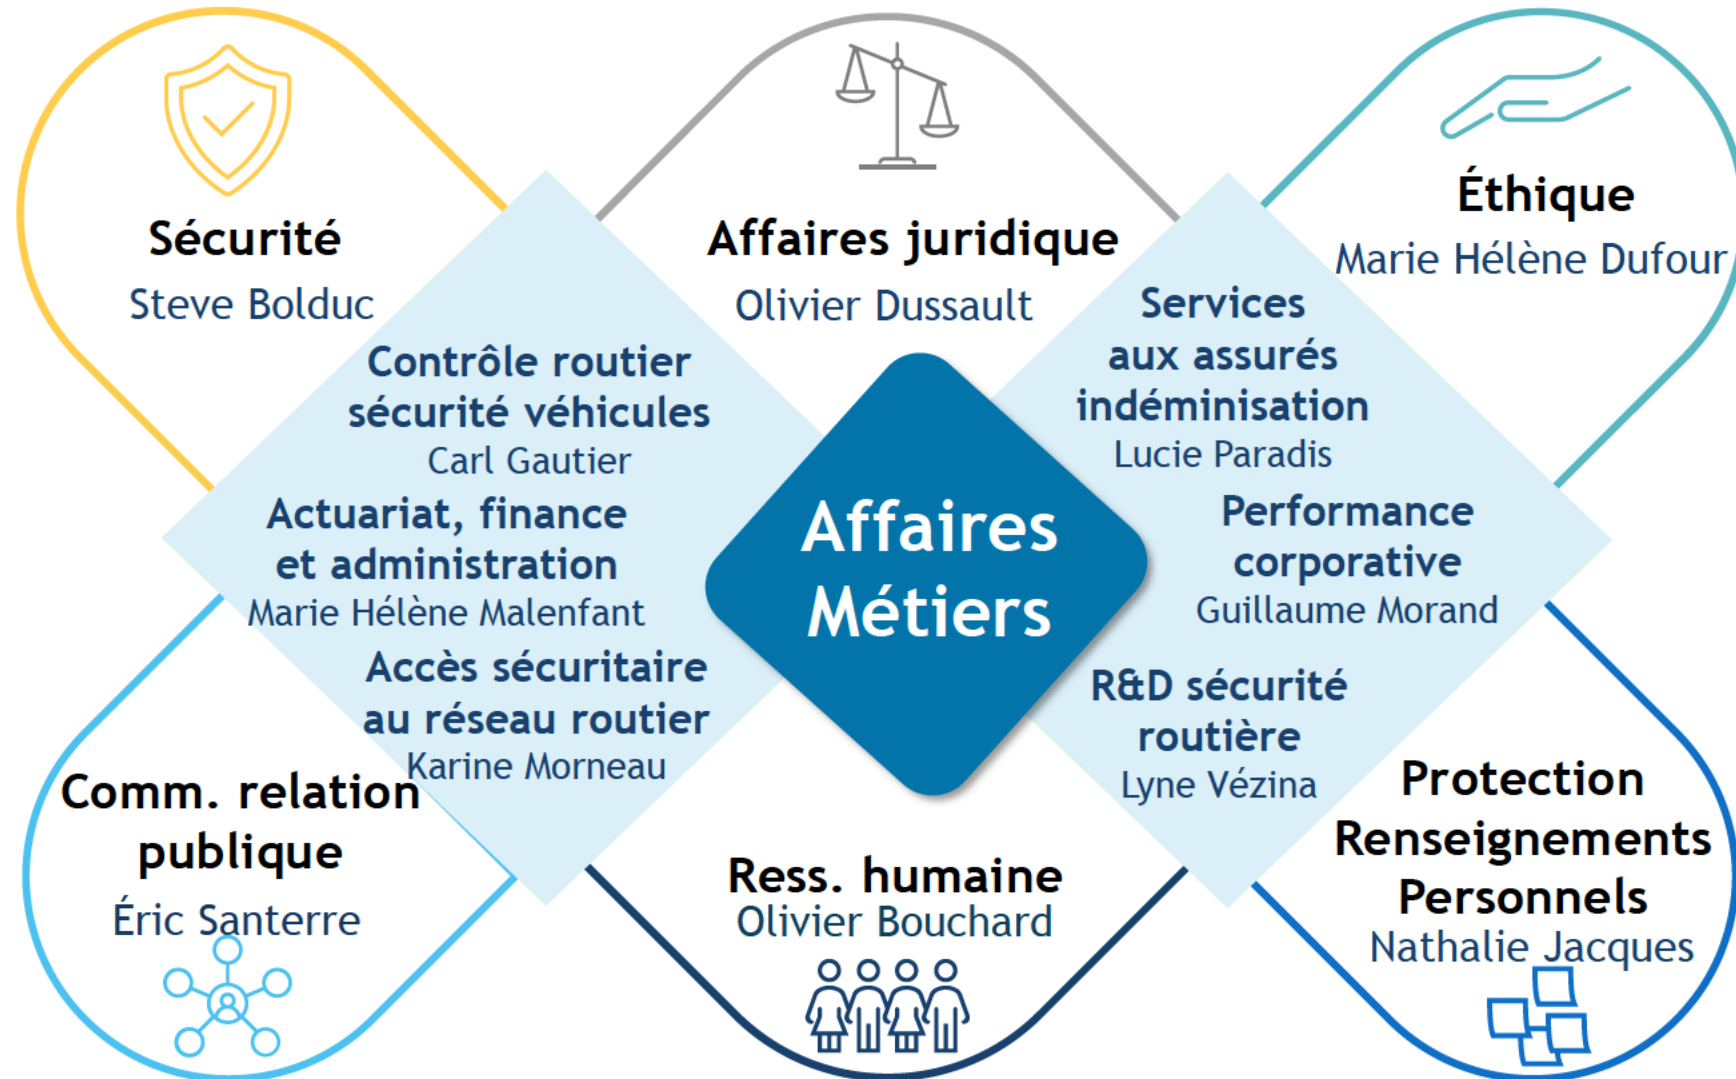 Sécurité
Steve Bolduc
Affaires juridique
Olivier Dussault
Éthique
Marie Hélène Dufour
Contrôle routier
sécurité véhicules
Carl Gautier
Actuariat, finance
et administration
Marie Hélène Malenfant
Accès sécuritaire
au réseau routier
Karine Morneau
Affaires
Métiers
Services
aux assurés
indéminisation
Lucie Paradis
Performance
corporative
Guillaume Morand
R&D sécurité
routière
Lyne Vézina
Comm. relation
publique
Éric Santerre
Ress. humaine
Olivier Bouchard
Protection
Renseignements
Personnels
Nathalie Jacques